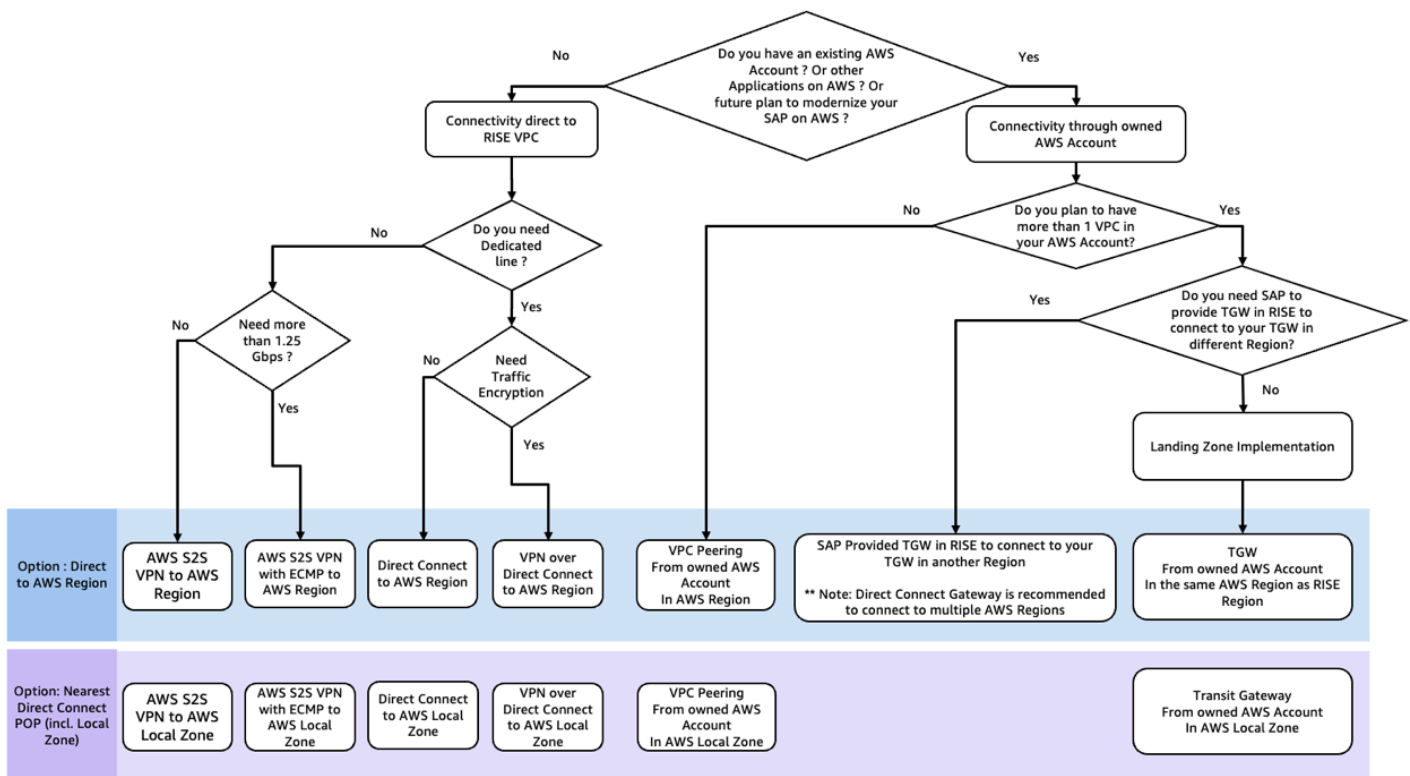 Do you have an existing AWS
Account ? Or other
Applications on AWS ? Or
future plan to modernize your
SAP on AWS ?
No
Yes
Connectivity direct to
RISE VPC
Connectivity through owned
AWS Account
Do you need
Dedicated
line ?
No
Yes
Do you plan to have
more than 1 VPC in
your AWS Account?
No
Yes
Need more
than 1.25
Gbps ?
No
Yes
Need
Traffic
Encryption
No
Yes
Do you need SAP to
provide TGW in RISE to
connect to your TGW in
different Region?
Yes
No
Landing Zone Implementation
Option : Direct
to AWS Region
AWS S2S
VPN to AWS
Region
AWS S2S VPN
with ECMP to
AWS Region
Direct Connect
to AWS Region
VPN over
Direct Connect
to AWS Region
VPC Peering
From owned AWS
Account
In AWS Region
SAP Provided TGW in RISE to connect to your
TGW in another Region
** Note: Direct Connect Gateway is recommended
to connect to multiple AWS Regions
TGW
From owned AWS Account
In the same AWS Region as RISE
Region
Option: Nearest
Direct Connect
POP (incl. Local
Zone)
AWS S2S
VPN to AWS
Local Zone
AWS S2S VPN
with ECMP to
AWS Local
Zone
Direct Connect
to AWS Local
Zone
VPN over
Direct Connect
to AWS Local
Zone
VPC Peering
From owned AWS
Account
In AWS Local Zone
Transit Gateway
From owned AWS Account
In AWS Local Zone